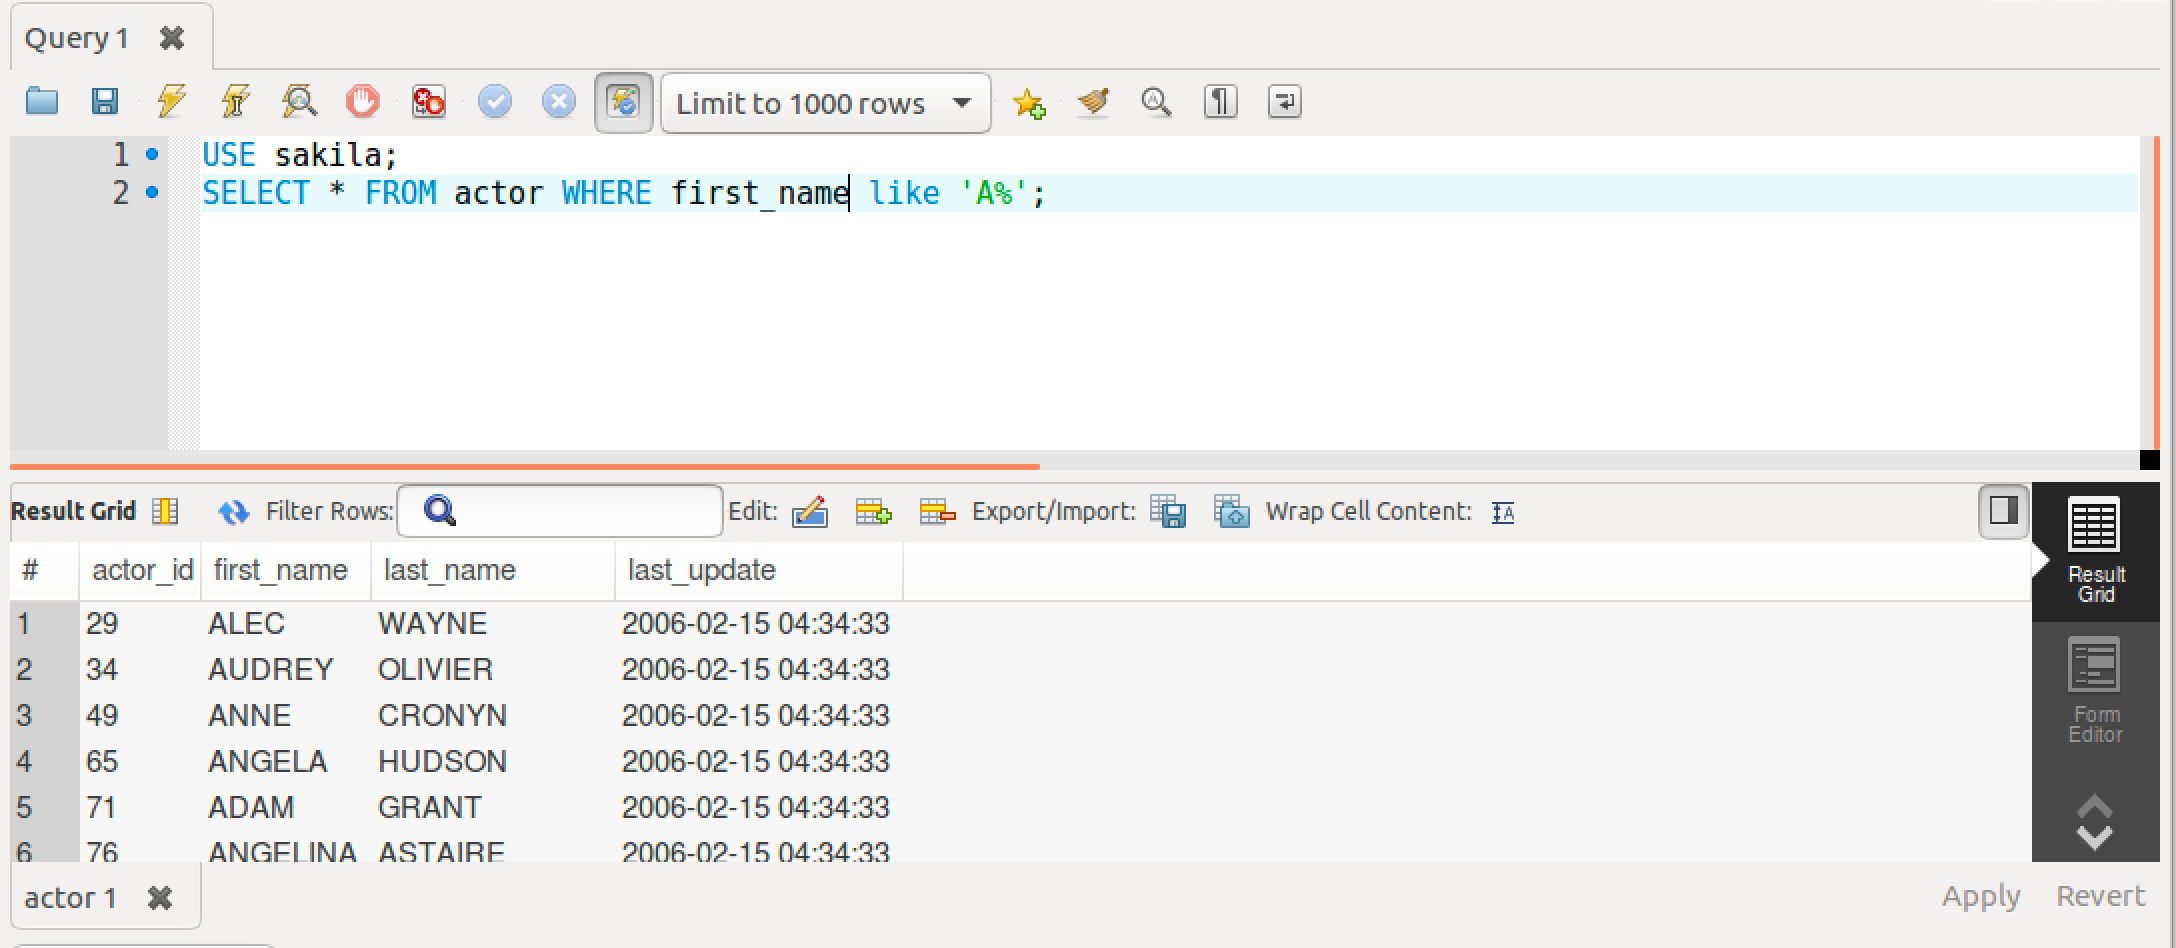 Query 1
Limit to 1000 rows
1 USE sakila;
2 SELECT * FROM actor WHERE first_name like 'A%';
Result Grid Filter Rows: Edit: Export/Import: Wrap Cell Content:
# actor_id first_name last_name last_update
1 29 ALEC WAYNE 2006-02-15 04:34:33
2 34 AUDREY OLIVIER 2006-02-15 04:34:33
3 49 ANNE CRONYN 2006-02-15 04:34:33
4 65 ANGELA HUDSON 2006-02-15 04:34:33
5 71 ADAM GRANT 2006-02-15 04:34:33
6 76 ANGELINA ASTAIRE 2006-02-15 04:34:33
Result
Grid
Form
Editor
actor 1
Apply Revert